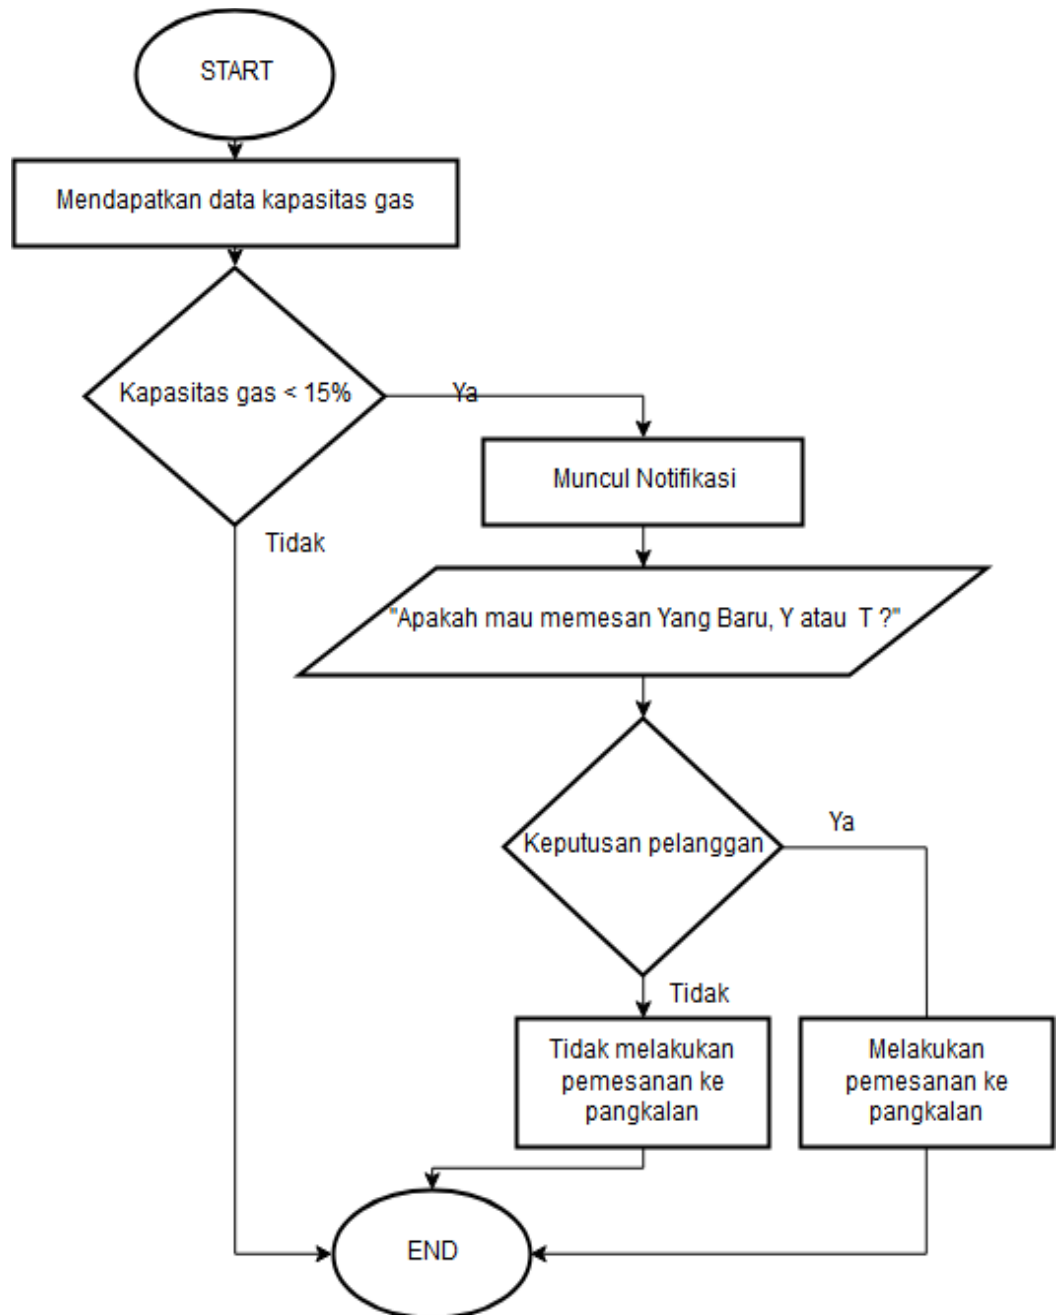 START
Mendapatkan data kapasitas gas
Kapasitas gas < 15%
Ya
Tidak
Muncul Notifikasi
"Apakah mau memesan Yang Baru, Y atau T ?"
Keputusan pelanggan
Ya
Tidak
Tidak melakukan
pemesanan ke
pangkalan
Melakukan
pemesanan ke
pangkalan
END